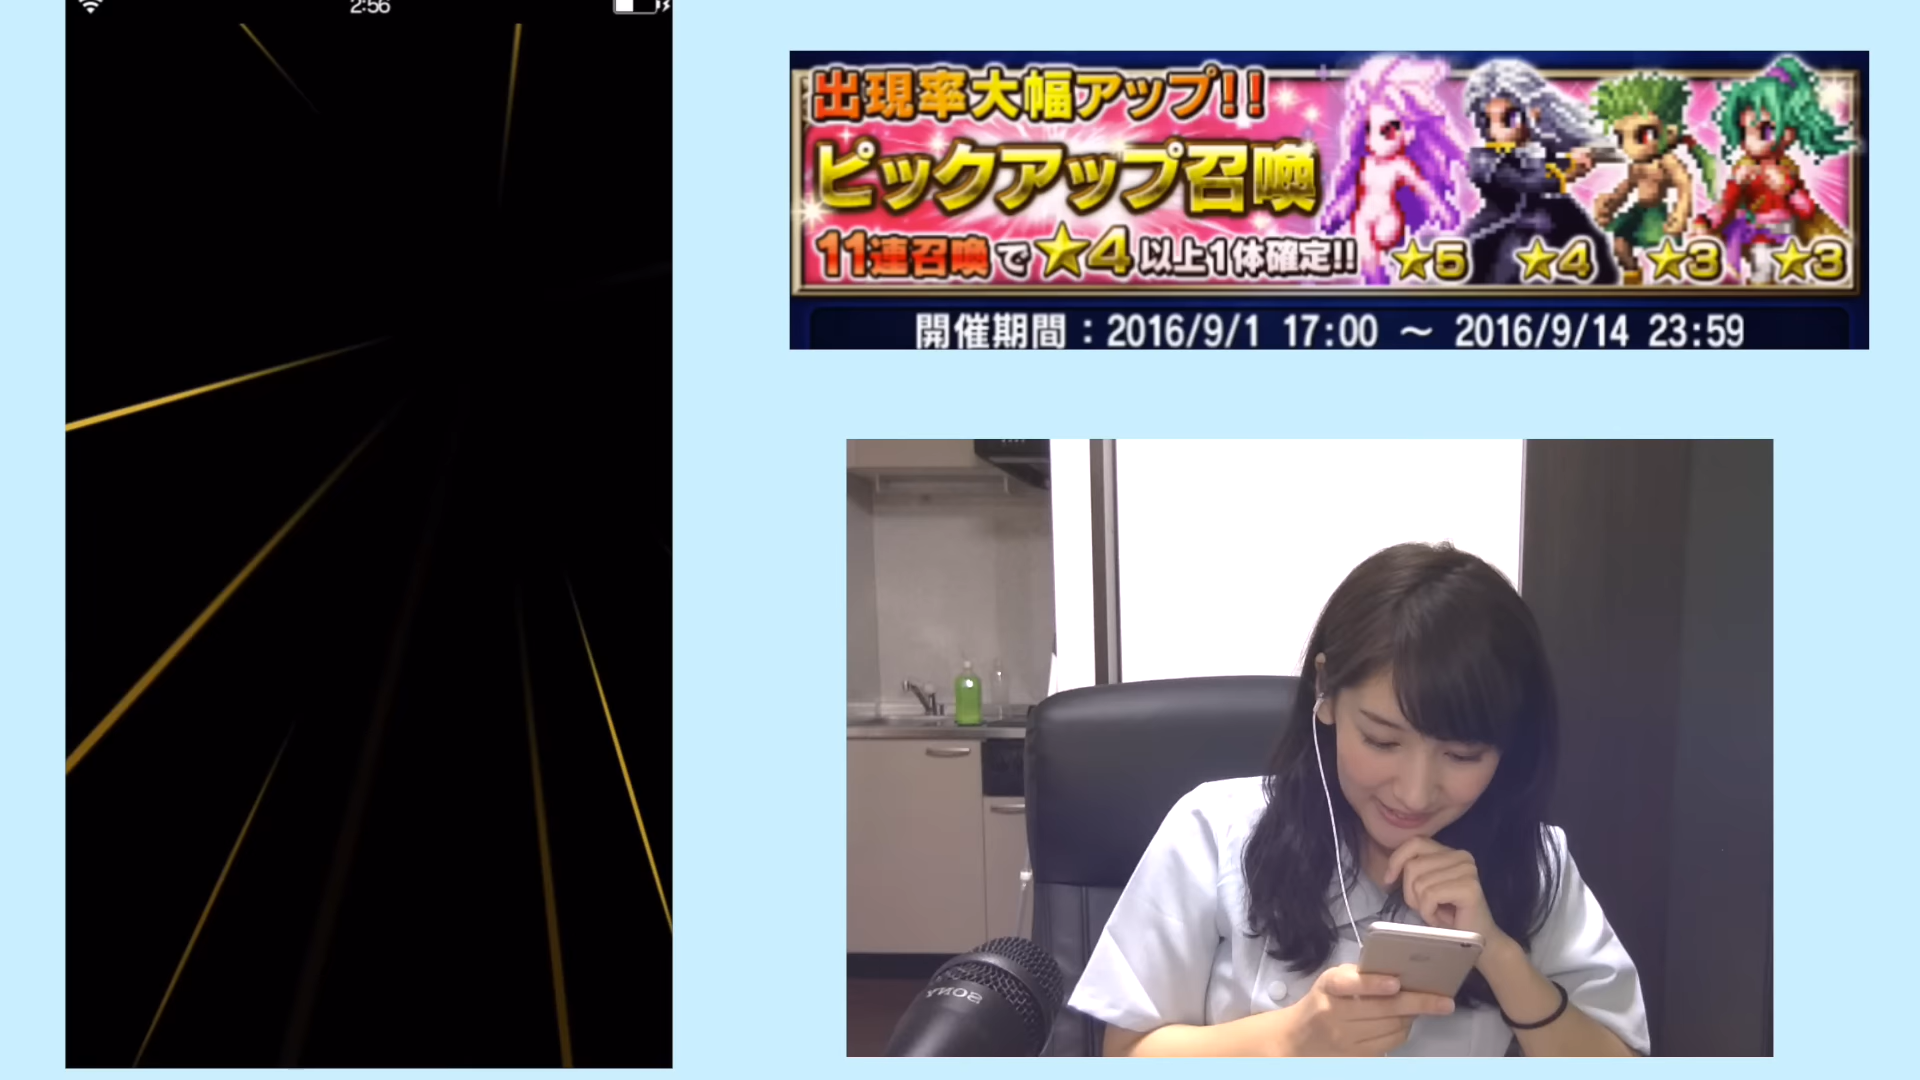 2:56
出現率大幅アップ!!
ピックアップ召喚
11連召喚で★4以上1体確定!!
★5 ★4 ★3 ★3
開催期間：2016/9/1 17:00 ～ 2016/9/14 23:59
SONY